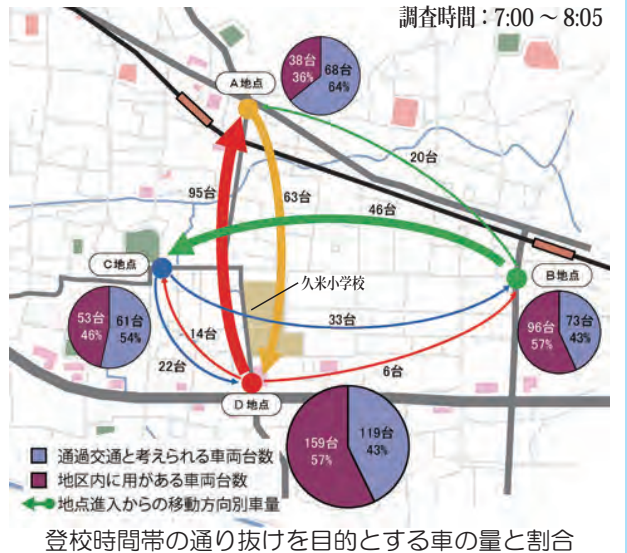 調査時間：7:00 ～ 8:05
38台
36%
68台
64%
A地点
20台
95台
63台
46台
C地点
久米小学校
B地点
53台
46%
61台
54%
33台
96台
57%
73台
43%
14台
22台
6台
D地点
159台
57%
119台
43%
通過交通と考えられる車両台数
地区内に用がある車両台数
地点進入からの移動方向別車量
登校時間帯の通り抜けを目的とする車の量と割合